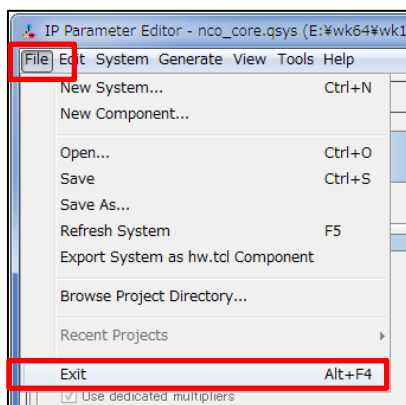 IP Parameter Editor - nco_core.qsys (E:¥wk64¥wk1
File Edit System Generate View Tools Help
New System... Ctrl+N
New Component...
Open... Ctrl+O
Save Ctrl+S
Save As...
Refresh System F5
Export System as hw.tcl Component
Browse Project Directory...
Recent Projects
Exit Alt+F4
Use dedicated multipliers